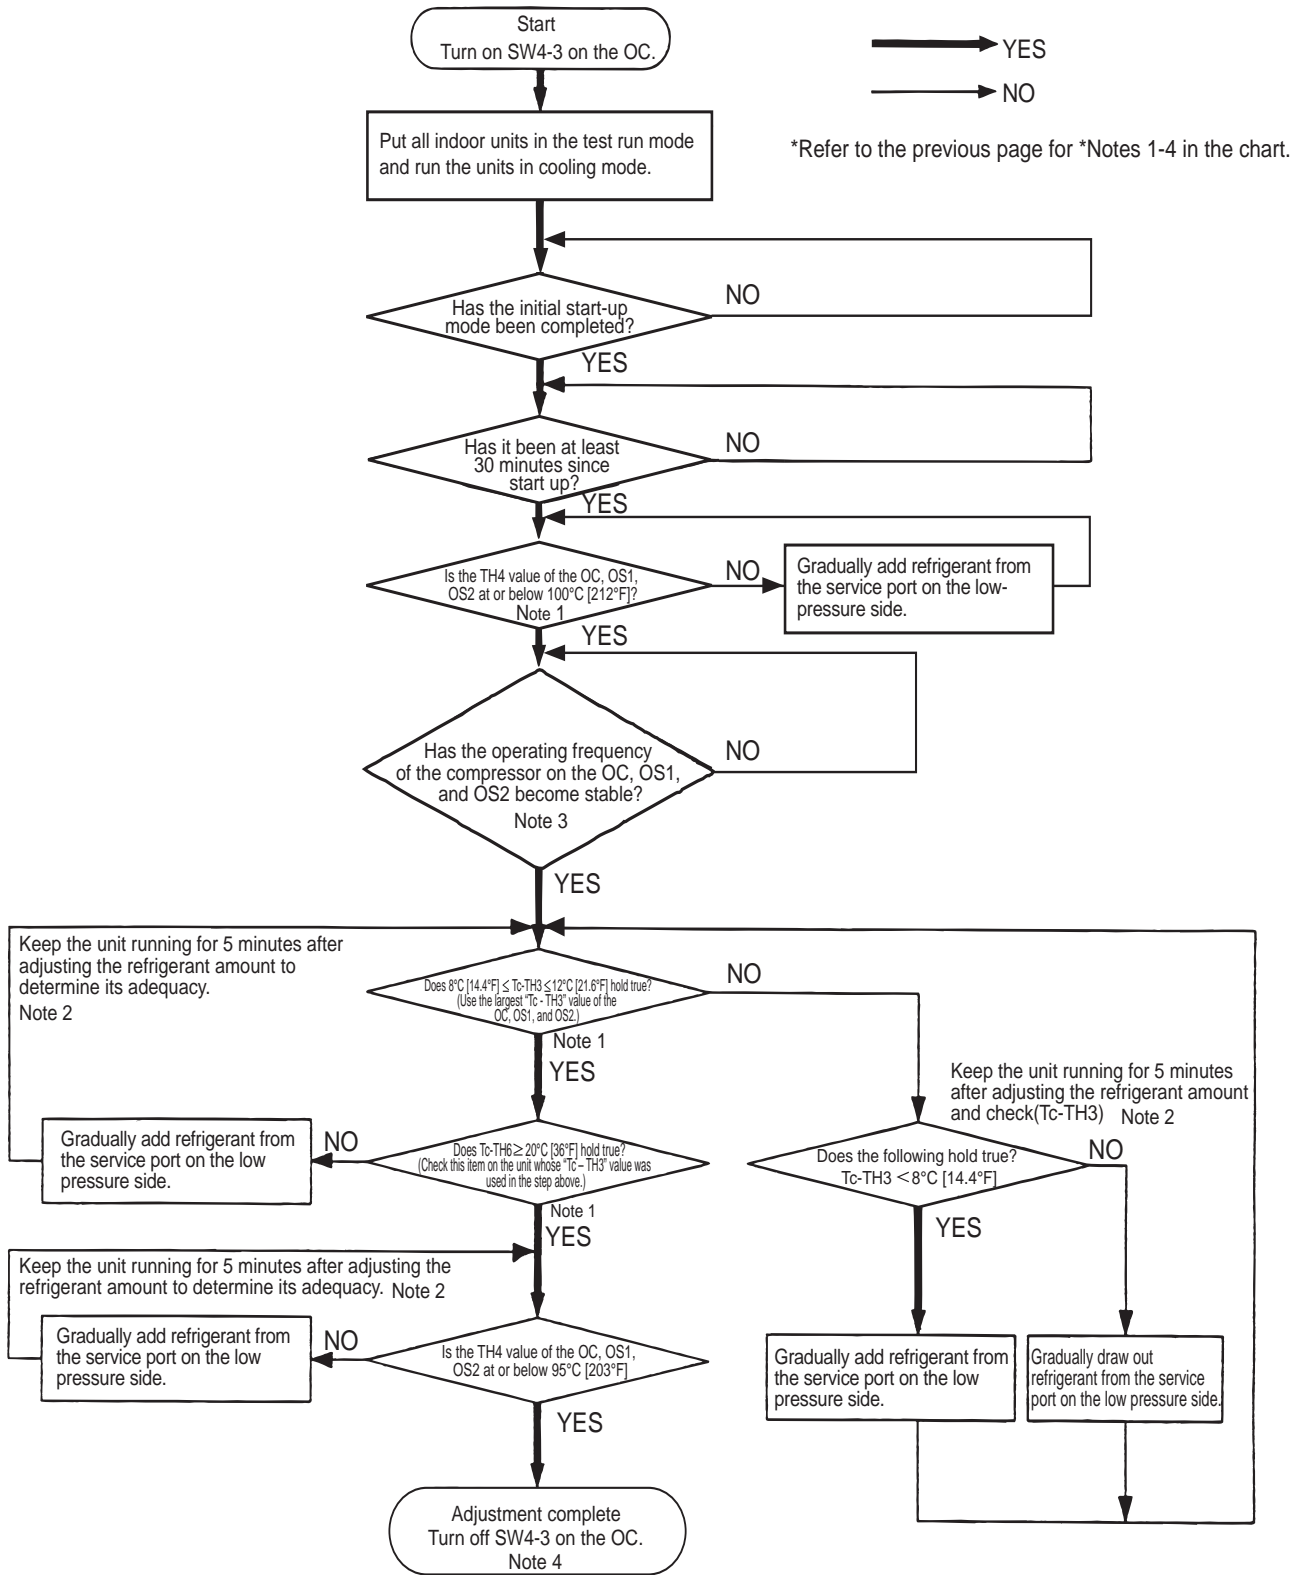 Start
Turn on SW4-3 on the OC.
YES
NO
*Refer to the previous page for *Notes 1-4 in the chart.
Put all indoor units in the test run mode
and run the units in cooling mode.
Has the initial start-up
mode been completed?
NO
YES
Has it been at least
30 minutes since
start up?
NO
YES
Is the TH4 value of the OC, OS1,
OS2 at or below 100°C [212°F]?
Note 1
NO
Gradually add refrigerant from
the service port on the low-
pressure side.
YES
Has the operating frequency
of the compressor on the OC, OS1,
and OS2 become stable?
Note 3
NO
YES
Keep the unit running for 5 minutes after
adjusting the refrigerant amount to
determine its adequacy.
Note 2
Does 8°C [14.4°F] ≤ Tc-TH3 ≤12°C [21.6°F] hold true?
(Use the largest “Tc - TH3” value of the
OC, OS1, and OS2.)
Note 1
NO
YES
Keep the unit running for 5 minutes
after adjusting the refrigerant amount
and check(Tc-TH3) Note 2
Gradually add refrigerant from
the service port on the low
pressure side.
NO
Does Tc-TH6≥ 20°C [36°F] hold true?
(Check this item on the unit whose “Tc – TH3” value was
used in the step above.)
Note 1
YES
Does the following hold true?
Tc-TH3 <8°C [14.4°F]
NO
YES
Keep the unit running for 5 minutes after adjusting the
refrigerant amount to determine its adequacy. Note 2
Gradually add refrigerant from
the service port on the low
pressure side.
NO
Is the TH4 value of the OC, OS1,
OS2 at or below 95°C [203°F]
YES
Gradually add refrigerant from
the service port on the low
pressure side.
Gradually draw out
refrigerant from the service
port on the low pressure side.
Adjustment complete
Turn off SW4-3 on the OC.
Note 4